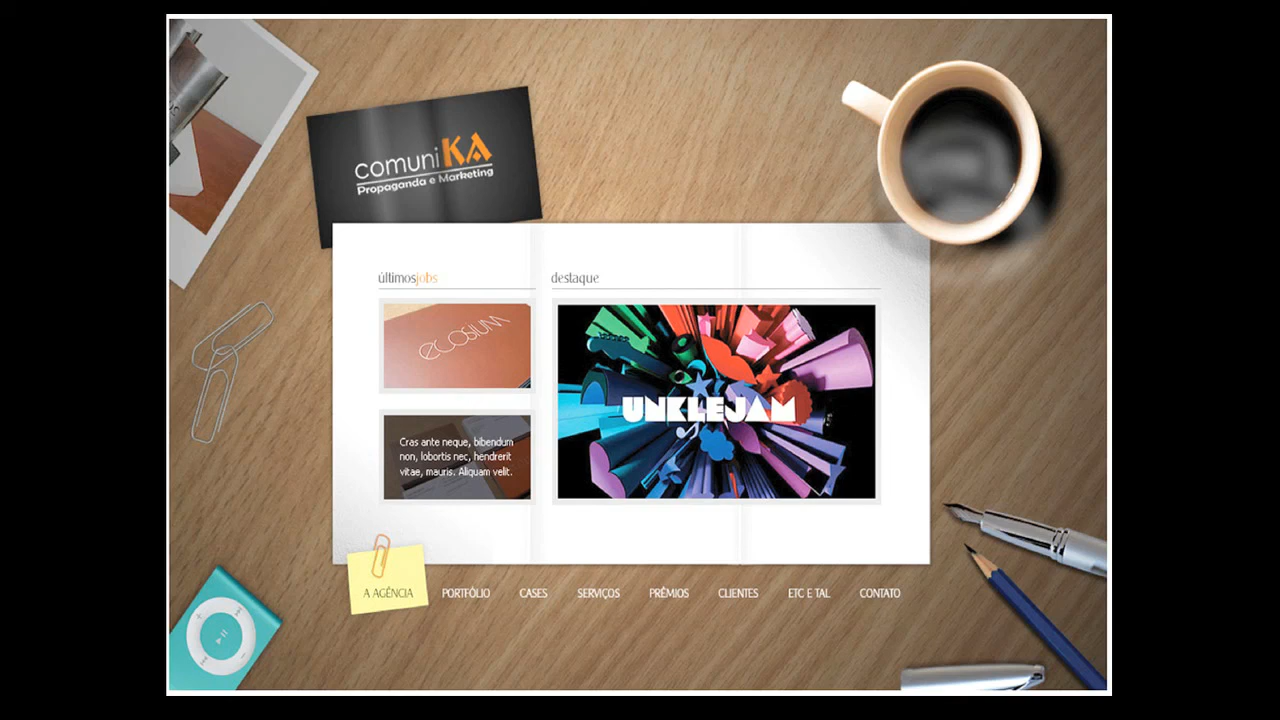 comuniKA
Propaganda e Marketing
últimosjobs
destaque
ecosium
UNKLEJAM
Cras ante neque, bibendum
non, lobortis nec, hendrerit
vitae, mauris. Aliquam velit.
A AGÊNCIA PORTFÓLIO CASES SERVIÇOS PRÊMIOS CLIENTES ETC E TAL CONTATO